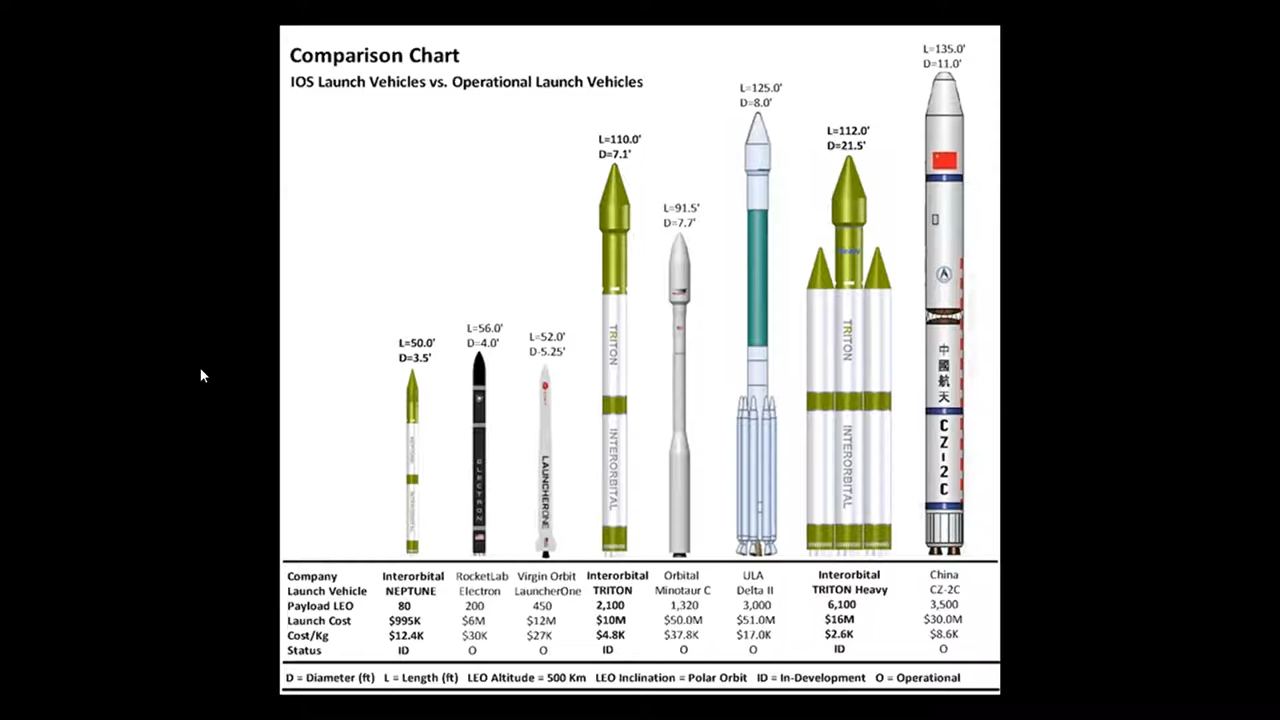 Comparison Chart
IOS Launch Vehicles vs. Operational Launch Vehicles
L=50.0'
D=3.5'
L=56.0'
D=4.0'
L=52.0'
D-5.25'
L=110.0'
D=7.1'
L=91.5'
D=7.7'
L=125.0'
D=8.0'
L=112.0'
D=21.5'
L=135.0'
D=11.0'
ELECTRON
LAUNCHERONE
TRITON
INTERORBITAL
TRITON
INTERORBITAL
中國航天
CZ-2C
Company Interorbital RocketLab Virgin Orbit Interorbital Orbital ULA Interorbital China
Launch Vehicle NEPTUNE Electron LauncherOne TRITON Minotaur C Delta II TRITON Heavy CZ-2C
Payload LEO 80 200 450 2,100 1,320 3,000 6,100 3,500
Launch Cost $995K $6M $12M $10M $50.0M $51.0M $16M $30.0M
Cost/Kg $12.4K $30K $27K $4.8K $37.8K $17.0K $2.6K $8.6K
Status ID O O ID O O ID O
D = Diameter (ft) L = Length (ft) LEO Altitude = 500 Km LEO Inclination = Polar Orbit ID = In-Development O = Operational